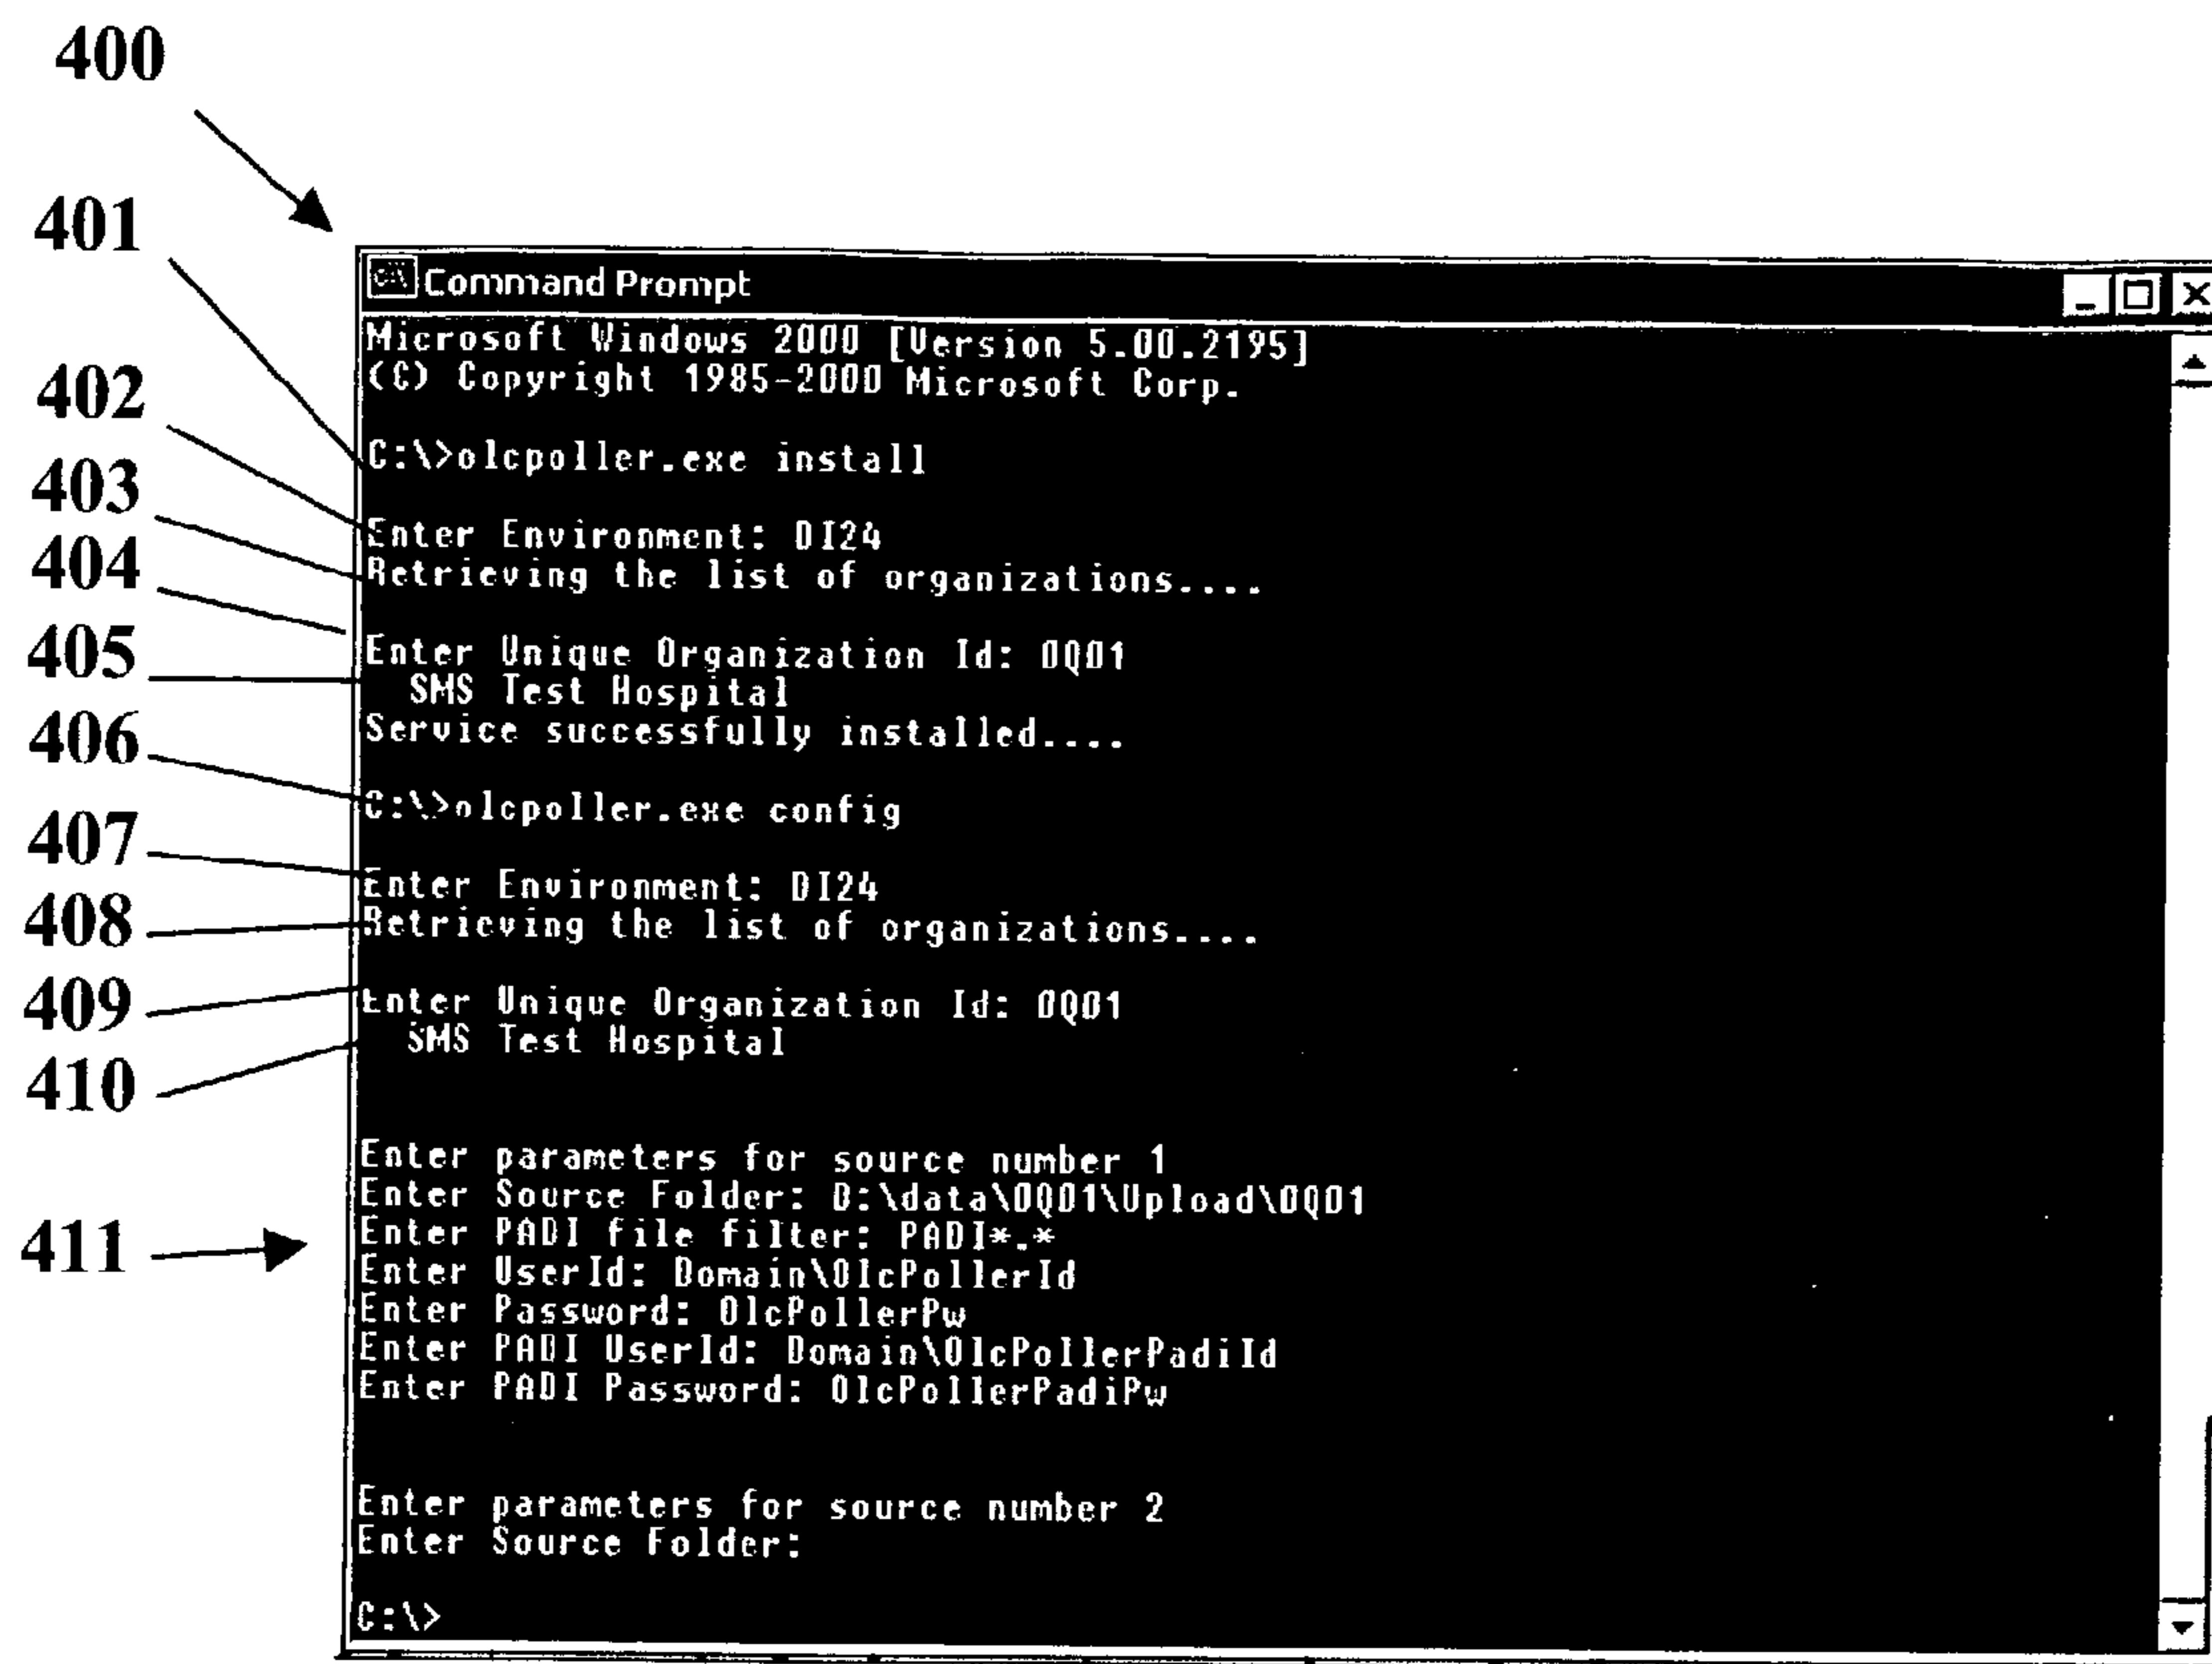 400
401
402
403
404
405
406
407
408
409
410
411
C:\ Command Prompt
Microsoft Windows 2000 [Version 5.00.2195]
(C) Copyright 1985-2000 Microsoft Corp.
C:\>olcpoller.exe install
Enter Environment: DI24
Retrieving the list of organizations....
Enter Unique Organization Id: 0Q01
SMS Test Hospital
Service successfully installed....
C:\>olcpoller.exe config
Enter Environment: DI24
Retrieving the list of organizations....
Enter Unique Organization Id: 0Q01
SMS Test Hospital
Enter parameters for source number 1
Enter Source Folder: D:\data\0Q01\Upload\0Q01
Enter PADI file filter: PADI*.*
Enter UserId: Domain\OlcPollerId
Enter Password: OlcPollerPw
Enter PADI UserId: Domain\OlcPollerPadiId
Enter PADI Password: OlcPollerPadiPw
Enter parameters for source number 2
Enter Source Folder:
C:\>